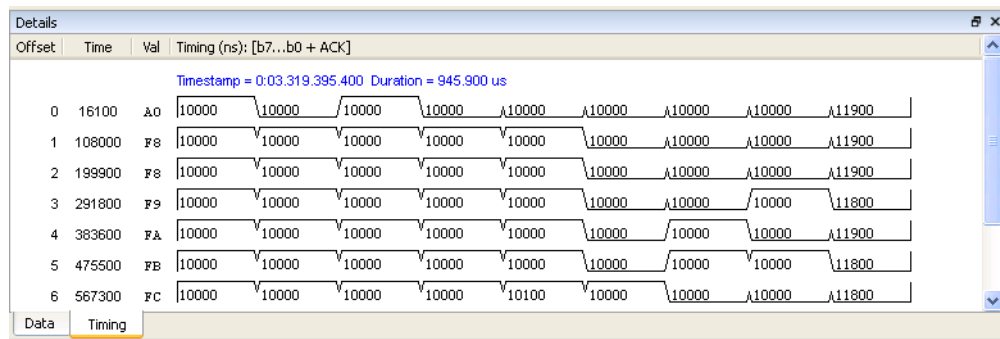 Details
Offset Time Val Timing (ns): [b7...b0 + ACK]
Timestamp = 0:03.319.395.400 Duration = 945.900 us
0 16100 A0 10000 10000 10000 10000 10000 10000 10000 10000 11900
1 108000 F8 10000 10000 10000 10000 10000 10000 10000 10000 11900
2 199900 F8 10000 10000 10000 10000 10000 10000 10000 10000 11900
3 291800 F9 10000 10000 10000 10000 10000 10000 10000 10000 11800
4 383600 FA 10000 10000 10000 10000 10000 10000 10000 10000 11900
5 475500 FB 10000 10000 10000 10000 10000 10000 10000 10000 11800
6 567300 FC 10000 10000 10000 10000 10100 10000 10000 10000 11800
Data Timing